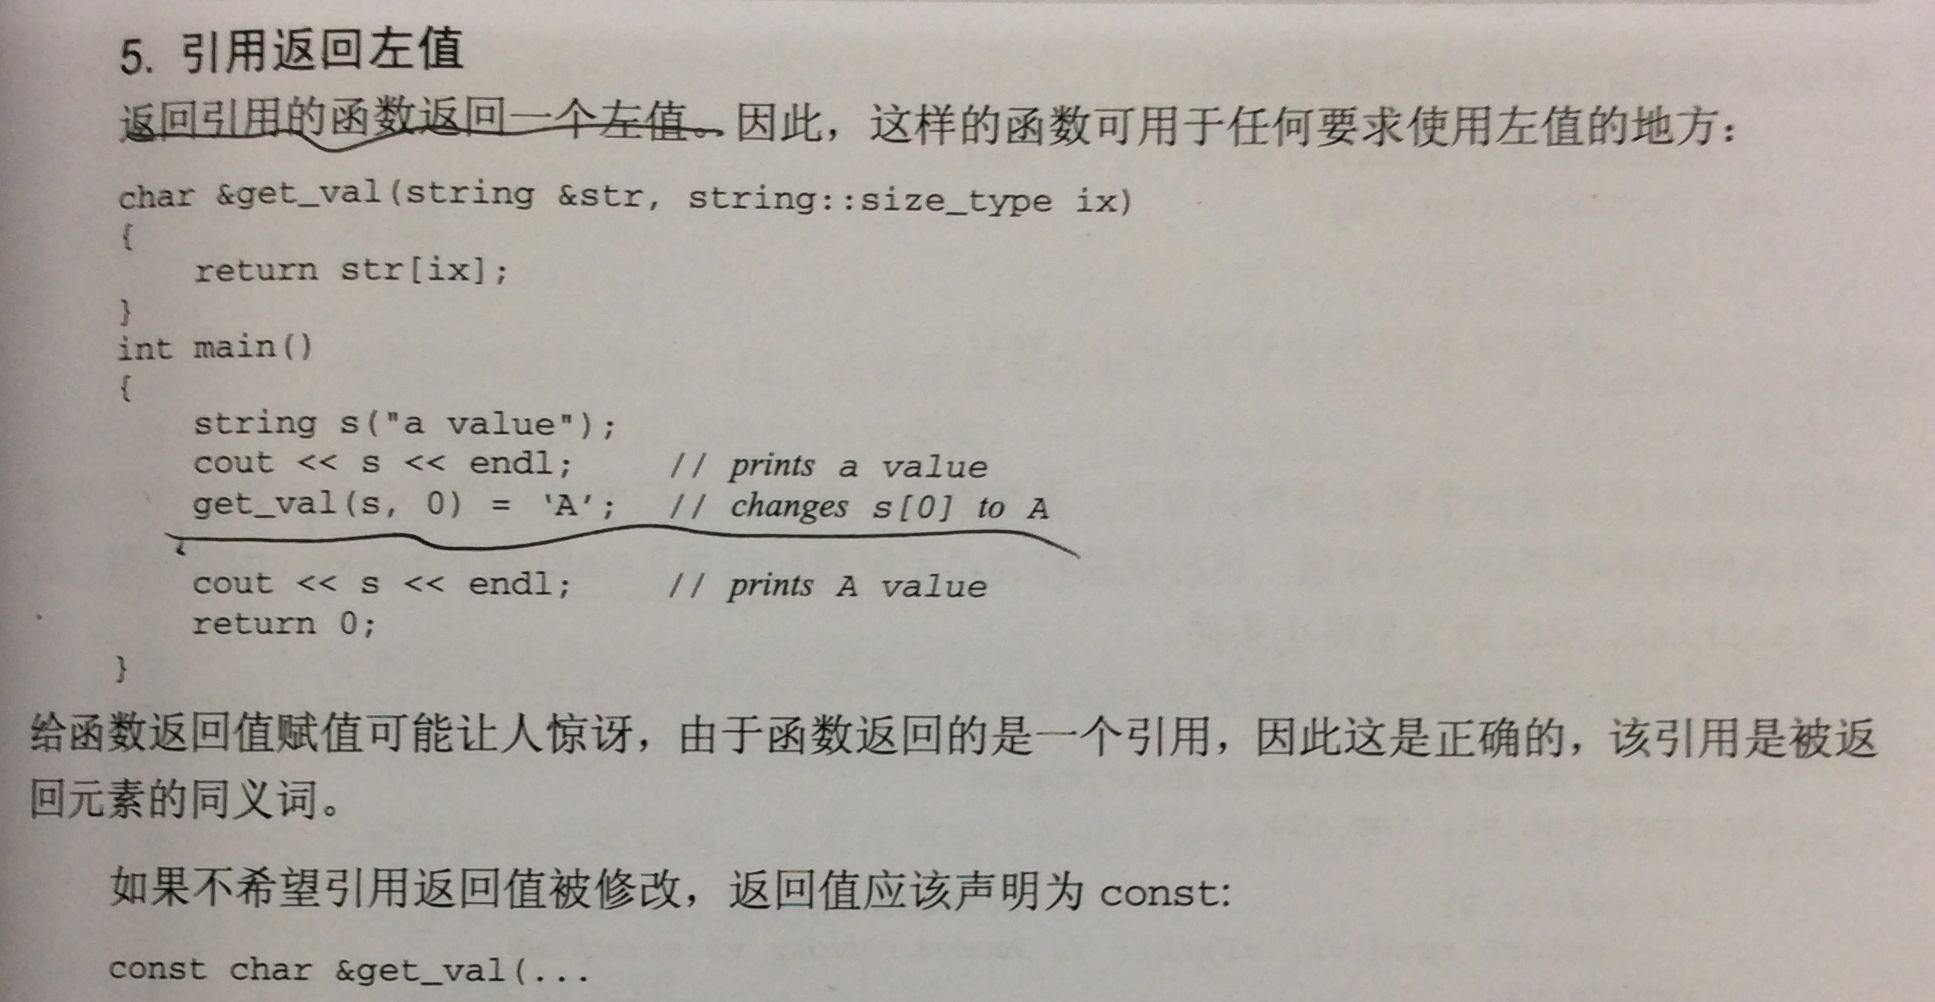 5. 引用返回左值
返回引用的函数返回一个左值。因此，这样的函数可用于任何要求使用左值的地方：
char &get_val(string &str, string::size_type ix)
{
    return str[ix];
}
int main()
{
    string s("a value");
    cout << s << endl;    // prints a value
    get_val(s, 0) = 'A';  // changes s[0] to A
    cout << s << endl;    // prints A value
    return 0;
}
给函数返回值赋值可能让人惊讶，由于函数返回的是一个引用，因此这是正确的，该引用是被返
回元素的同义词。
如果不希望引用返回值被修改，返回值应该声明为 const:
const char &get_val(...